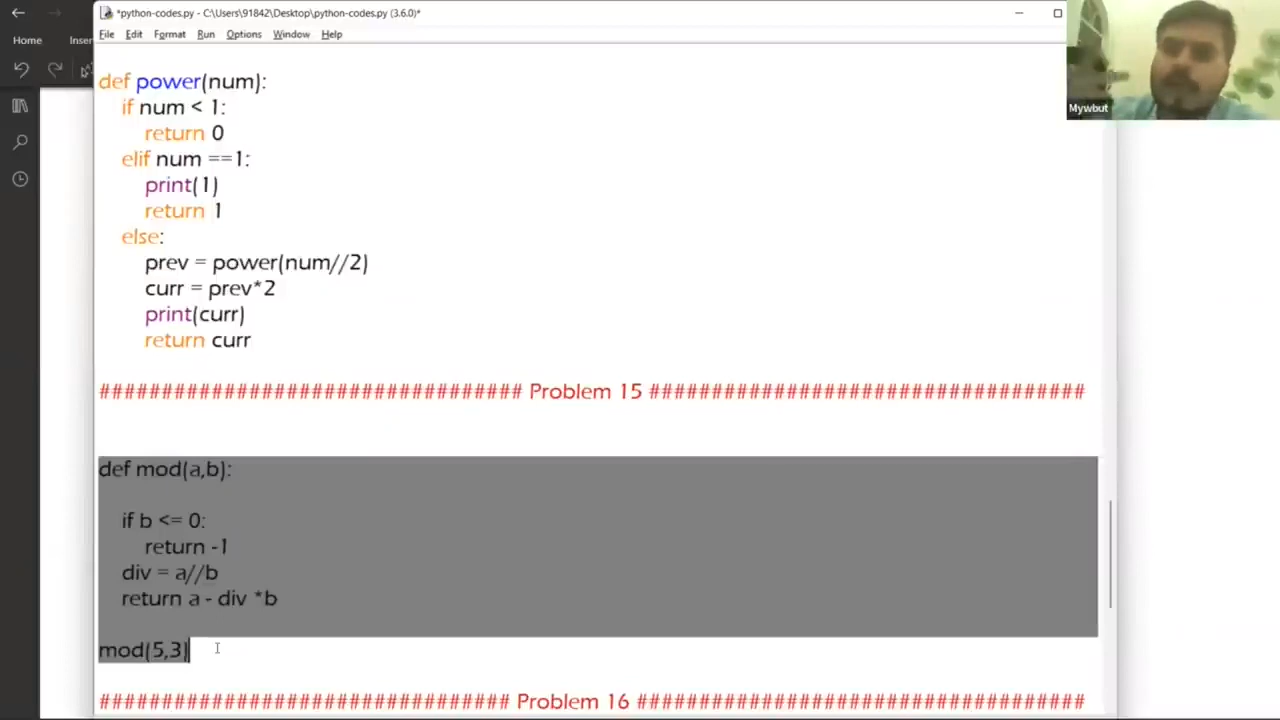 *python-codes.py - C:\Users\91842\Desktop\python-codes.py (3.6.0)*
Home
File Edit Format Run Options Window Help
Mywbut
def power(num):
if num < 1:
return 0
elif num ==1:
print(1)
return 1
else:
prev = power(num//2)
curr = prev*2
print(curr)
return curr
################################## Problem 15 ###################################
def mod(a,b):
if b <= 0:
return -1
div = a//b
return a - div *b
mod(5,3)
################################# Problem 16 ####################################